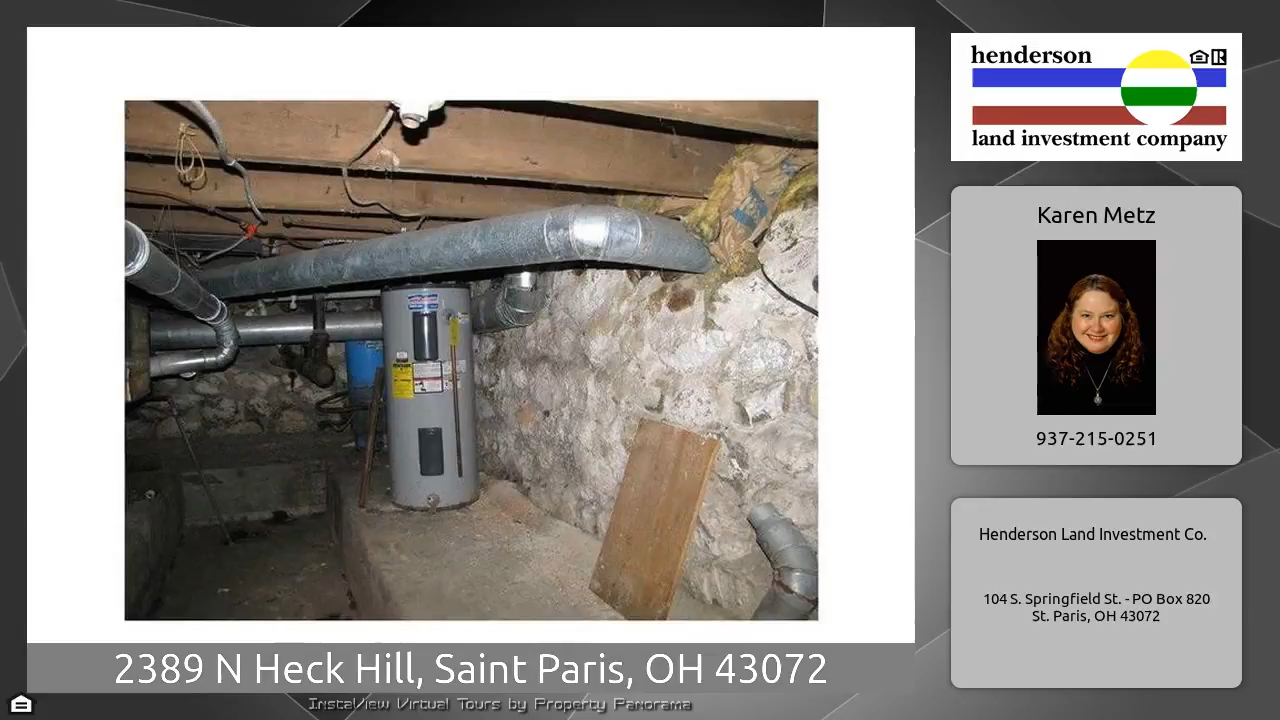 henderson
land investment company
Karen Metz
937-215-0251
Henderson Land Investment Co.
104 S. Springfield St. - PO Box 820
St. Paris, OH 43072
2389 N Heck Hill, Saint Paris, OH 43072
InstaView Virtual Tours by Property Panorama